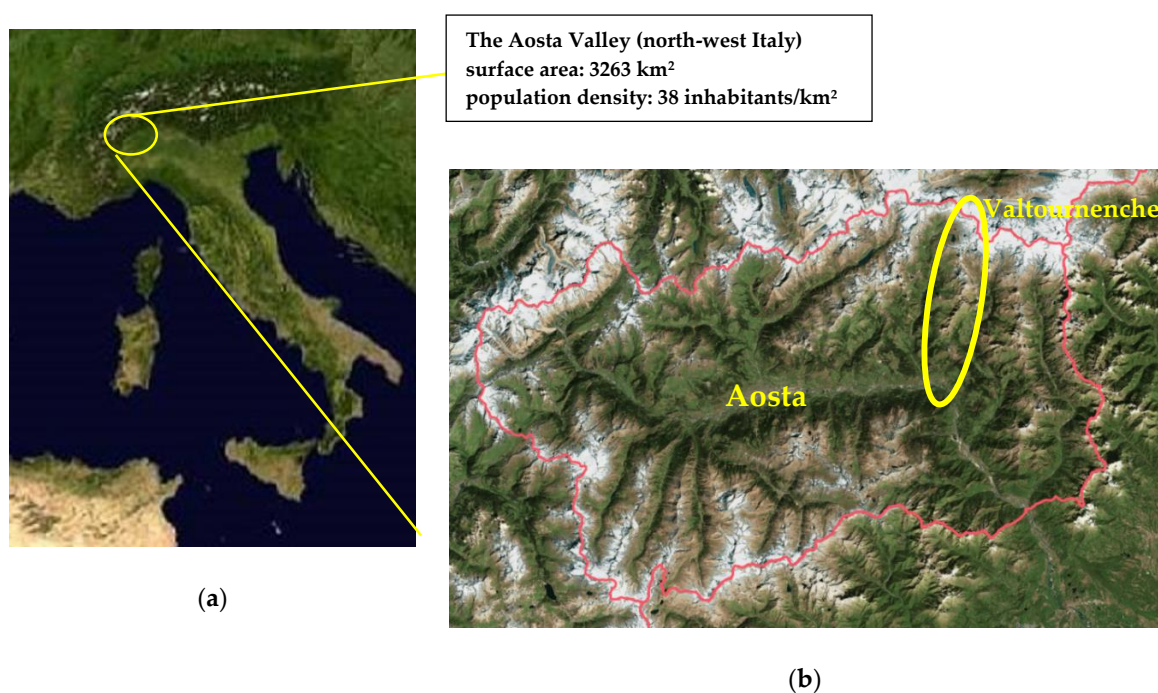 The Aosta Valley (north-west Italy)
surface area: 3263 km²
population density: 38 inhabitants/km²
Valtournenche
Aosta
(a)
(b)